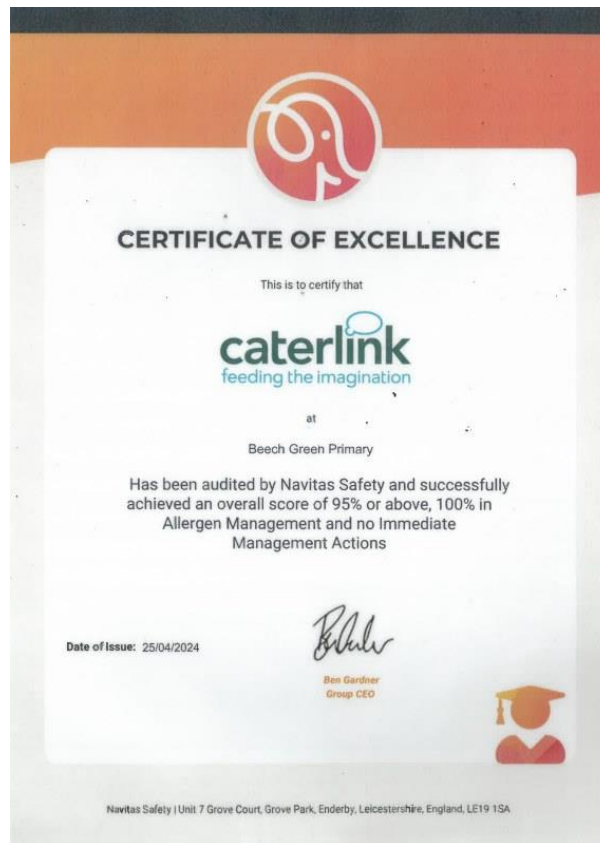 CERTIFICATE OF EXCELLENCE
This is to certify that
caterlink
feeding the imagination
at
Beech Green Primary
Has been audited by Navitas Safety and successfully
achieved an overall score of 95% or above, 100% in
Allergen Management and no Immediate
Management Actions
Date of Issue: 25/04/2024
Ben Gardner
Group CEO
Navitas Safety | Unit 7 Grove Court, Grove Park, Enderby, Leicestershire, England, LE19 1SA